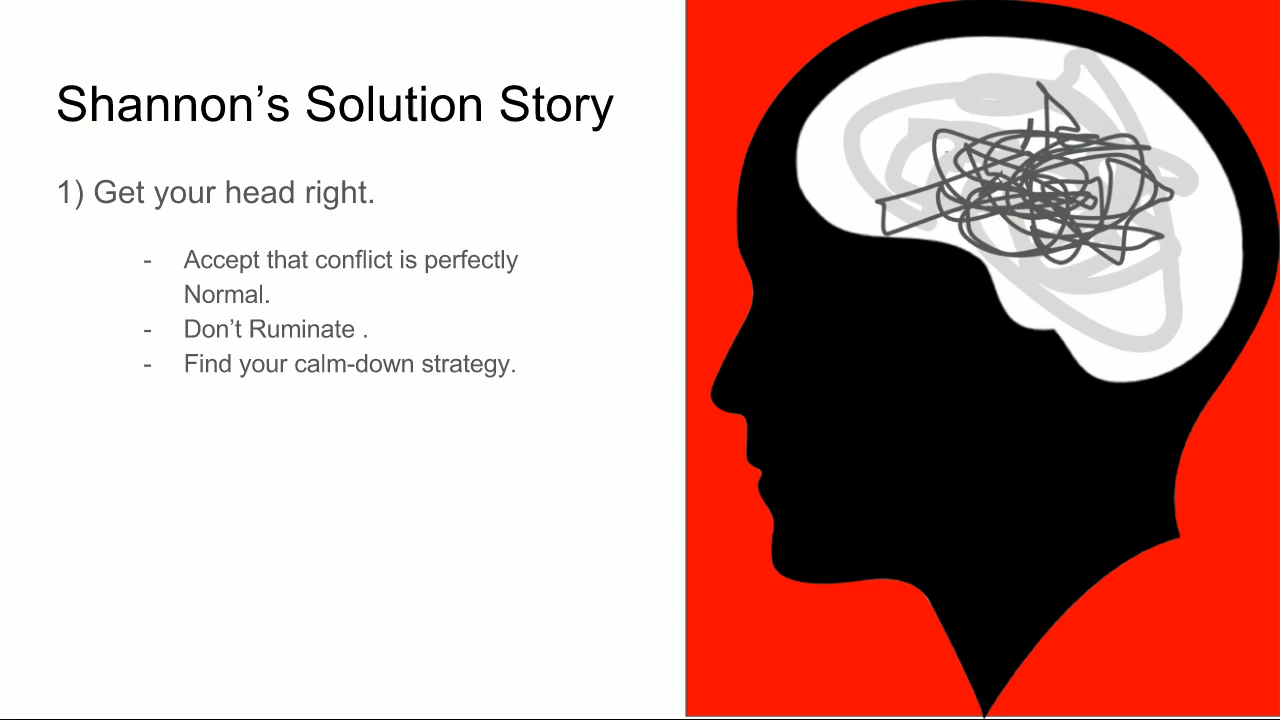 Shannon’s Solution Story
1) Get your head right.
- Accept that conflict is perfectly
Normal.
- Don’t Ruminate .
- Find your calm-down strategy.